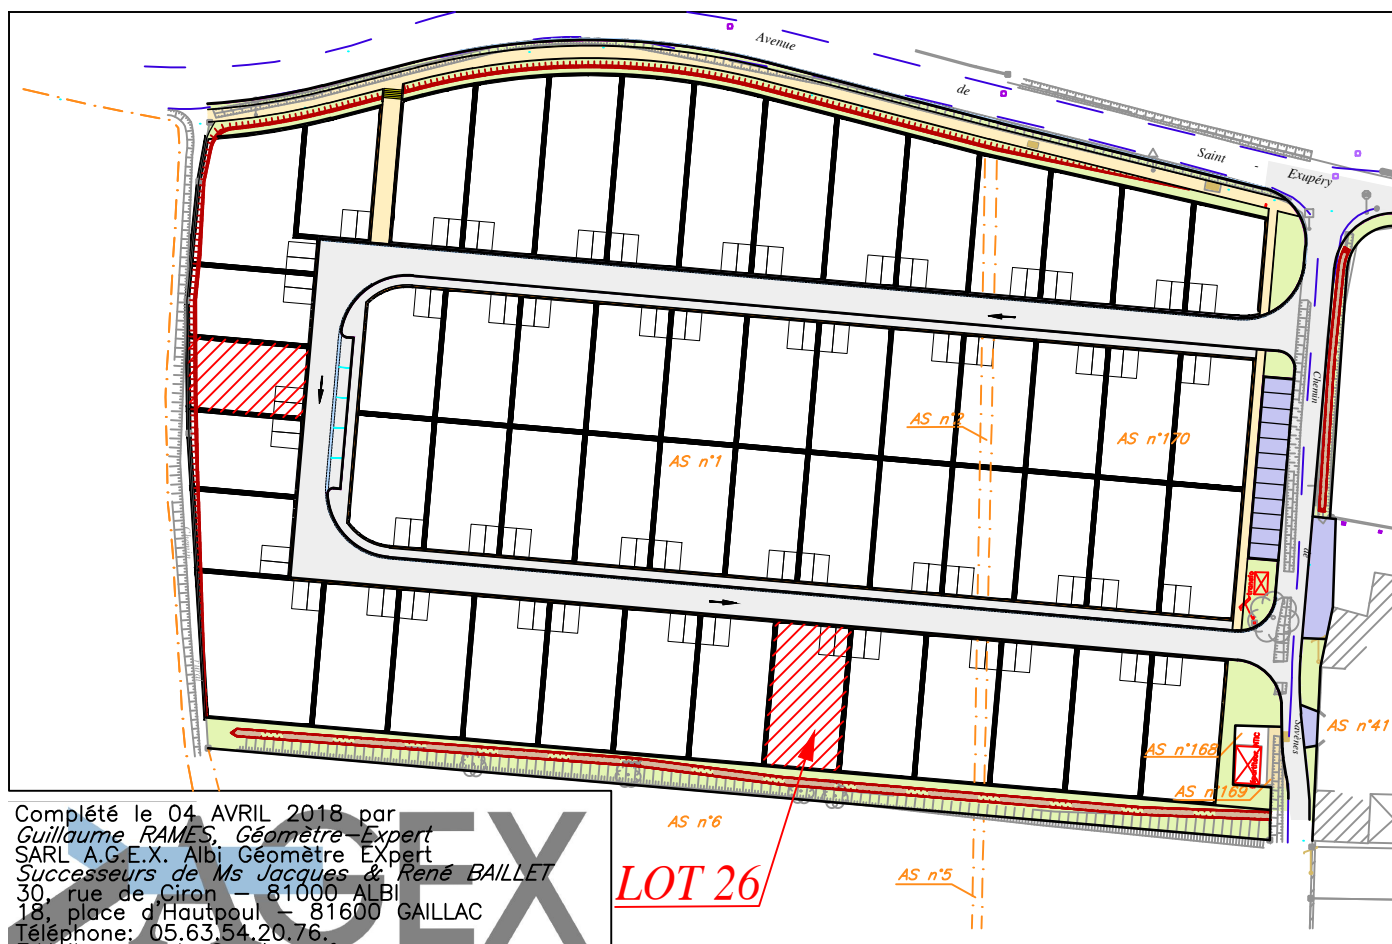 Avenue
de
Saint
-
Exupéry
Chemin
de
Savènes
AS n°2
AS n°170
AS n°1
AS n°41
AS n°168
AS n°169
AS n°6
AS n°5
LOT 26
Complété le 04 AVRIL 2018 par
Guillaume RAMES, Géomètre-Expert
SARL A.G.E.X. Albi Géomètre Expert
Successeurs de Ms Jacques & René BAILLET
30, rue de Ciron - 81000 ALBI
18, place d'Hautpoul - 81600 GAILLAC
Téléphone: 05.63.54.20.76.
AGEX